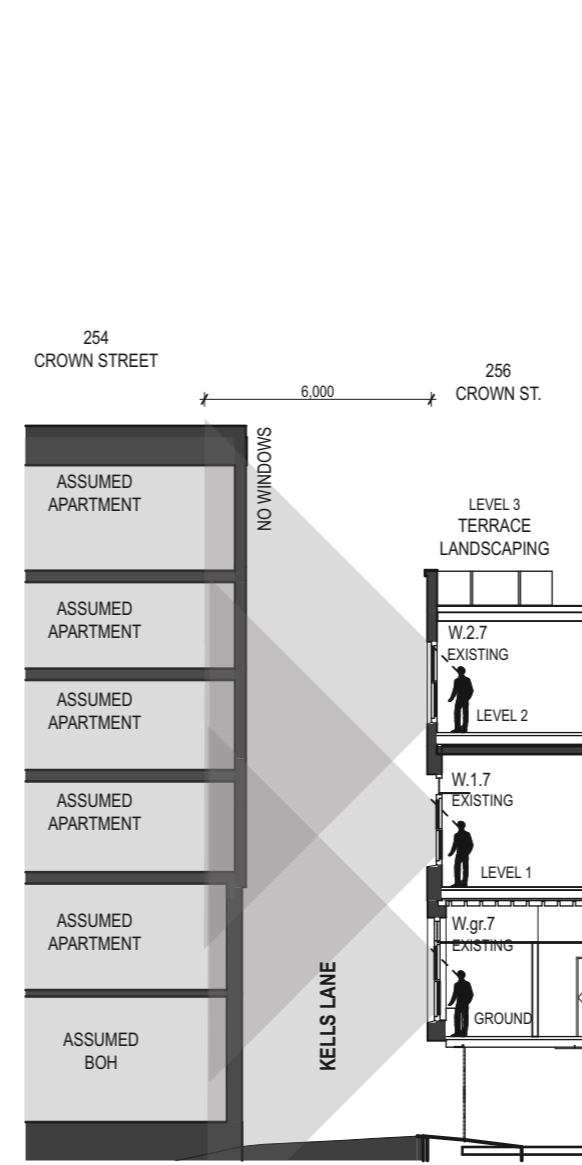 254
CROWN STREET
6,000
256
CROWN ST.
NO WINDOWS
ASSUMED
APARTMENT
LEVEL 3
TERRACE
LANDSCAPING
ASSUMED
APARTMENT
W.2.7
EXISTING
LEVEL 2
ASSUMED
APARTMENT
ASSUMED
APARTMENT
W.1.7
EXISTING
LEVEL 1
ASSUMED
APARTMENT
W.gr.7
EXISTING
GROUND
KELLS LANE
ASSUMED
BOH